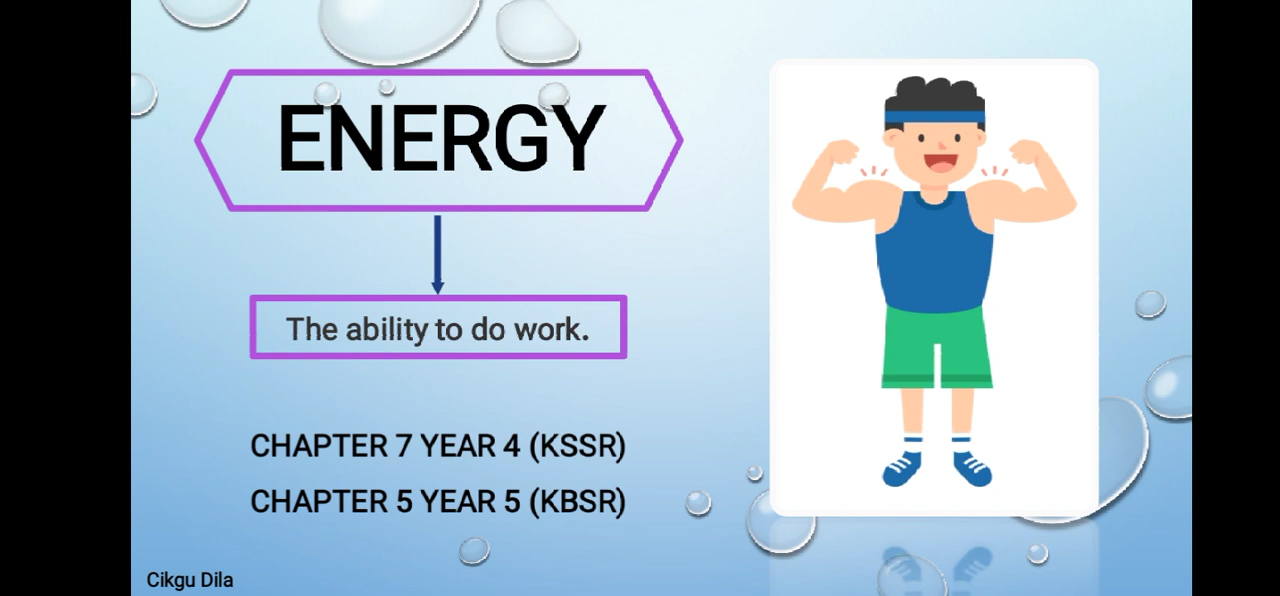 ENERGY
The ability to do work.
CHAPTER 7 YEAR 4 (KSSR)
CHAPTER 5 YEAR 5 (KBSR)
Cikgu Dila